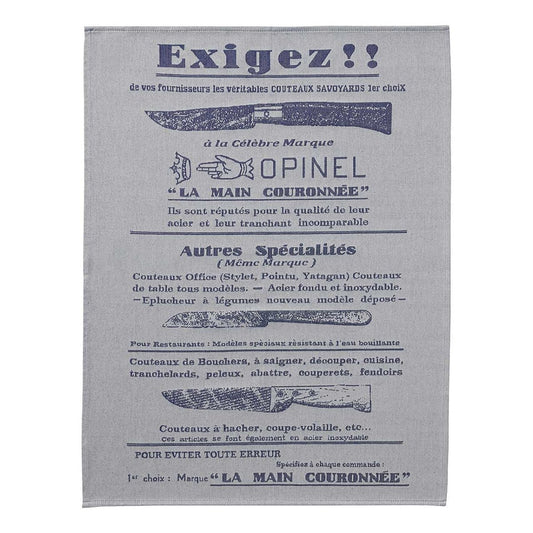 Exigez!!
de vos fournisseurs les véritables COUTEAUX SAVOYARDS 1er choix
à la Célèbre Marque
OPINEL
“LA MAIN COURONNÉE”
Ils sont réputés pour la qualité de leur
acier et leur tranchant incomparable
Autres Spécialités
(Même Marque)
Couteaux Office (Stylet, Pointu, Yatagan) Couteaux
de table tous modèles. — Acier fondu et inoxydable.
—Eplucheur à légumes nouveau modèle déposé—
Pour Restaurants : Modèles spéciaux résistant à l'eau bouillante
Couteaux de Bouchers, à saigner, découper, cuisine,
tranchelards, peleux, abattre, couperets, fendoirs
Couteaux à hacher, coupe-volaille, etc...
Ces articles se font également en acier inoxydable
POUR EVITER TOUTE ERREUR
Spécifiez à chaque commande :
1er choix : Marque “LA MAIN COURONNÉE”